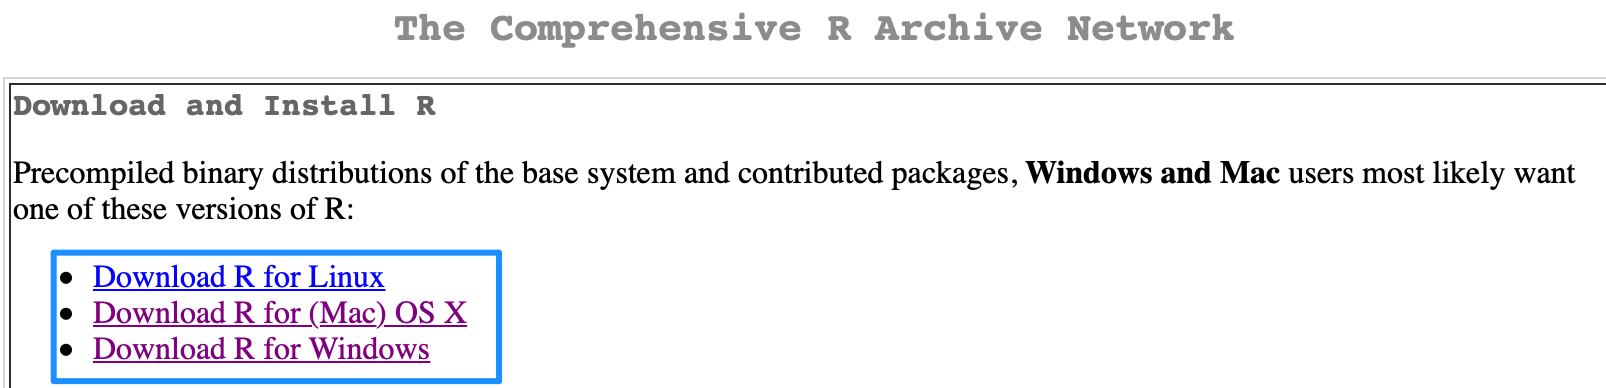 The Comprehensive R Archive Network
Download and Install R
Precompiled binary distributions of the base system and contributed packages, Windows and Mac users most likely want
one of these versions of R:
Download R for Linux
Download R for (Mac) OS X
Download R for Windows